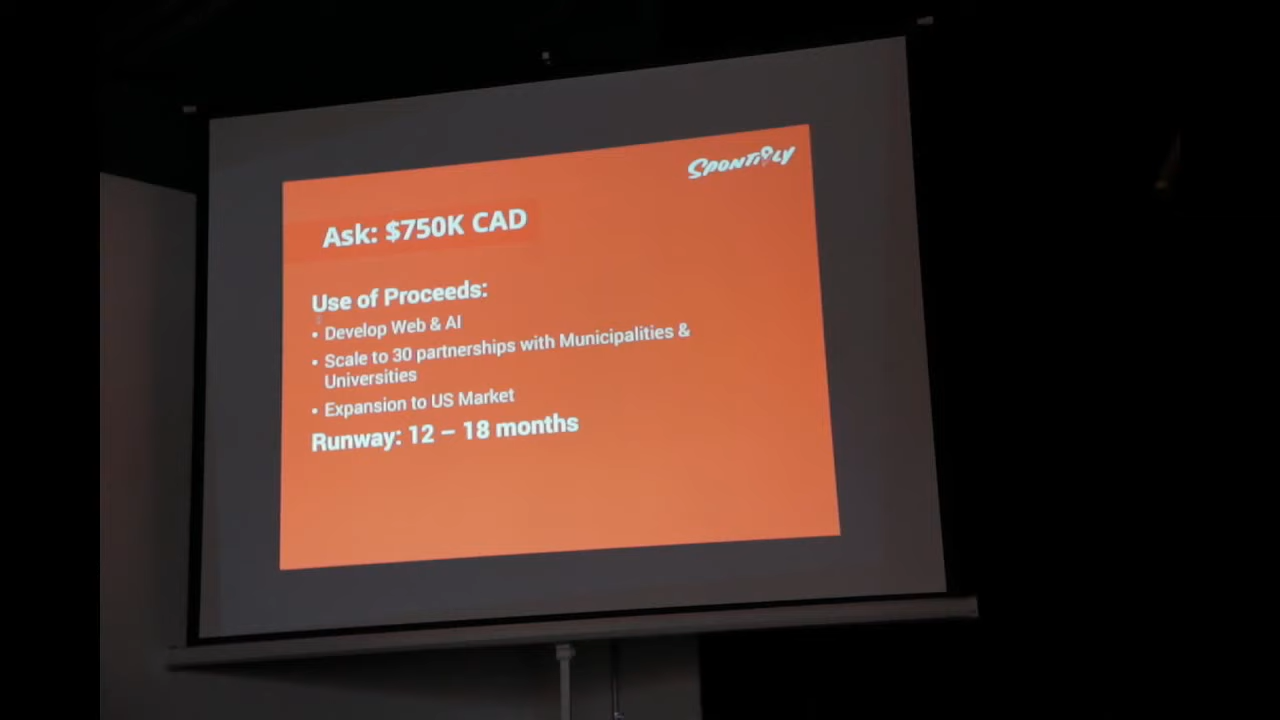 SPONTIPLY
Ask: $750K CAD
Use of Proceeds:
• Develop Web & AI
• Scale to 30 partnerships with Municipalities &
Universities
• Expansion to US Market
Runway: 12 – 18 months